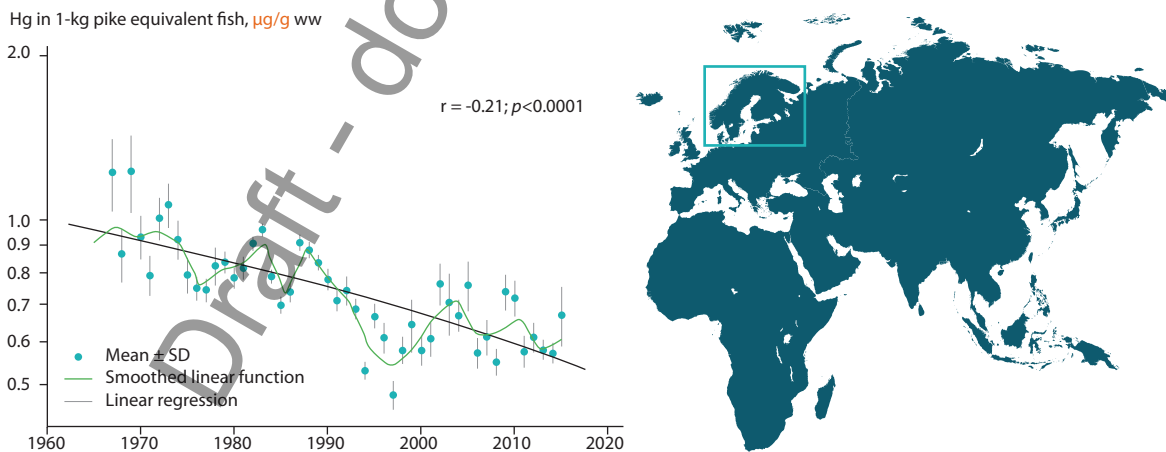 Hg in 1-kg pike equivalent fish, µg/g ww
2.0
r = -0.21; p<0.0001
1.0
0.9
0.8
0.7
0.6
0.5
Mean ± SD
Smoothed linear function
Linear regression
1960 1970 1980 1990 2000 2010 2020
Draft - do